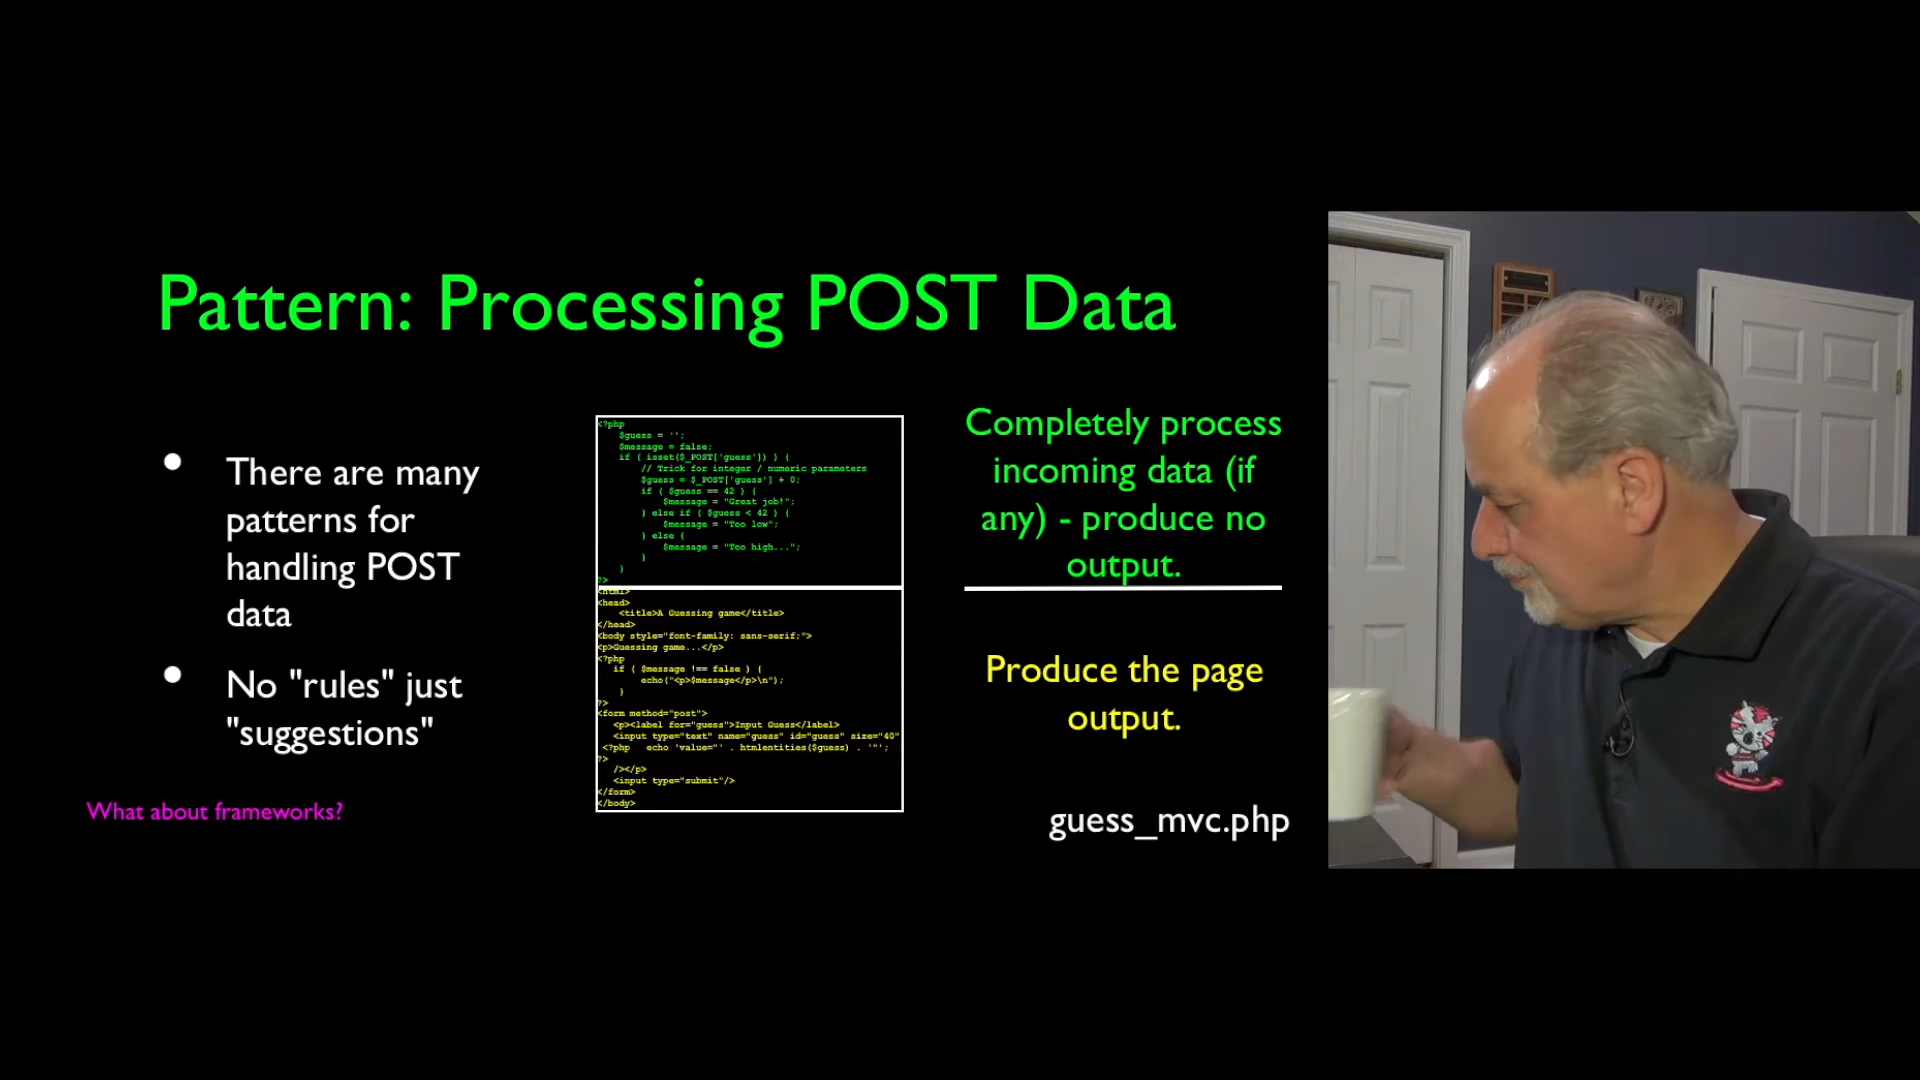 Pattern: Processing POST Data
There are many
patterns for
handling POST
data
No "rules" just
"suggestions"
What about frameworks?
<?php
$guess = '';
$message = false;
if ( isset($_POST['guess']) ) {
// Trick for integer / numeric parameters
$guess = $_POST['guess'] + 0;
if ( $guess == 42 ) {
$message = "Great job!";
} else if ( $guess < 42 ) {
$message = "Too low";
} else {
$message = "Too high...";
}
}
?>
<html>
<head>
<title>A Guessing game</title>
</head>
<body style="font-family: sans-serif;">
<p>Guessing game...</p>
<?php
if ( $message !== false ) {
echo("<p>$message</p>\n");
}
?>
<form method="post">
<p><label for="guess">Input Guess</label>
<input type="text" name="guess" id="guess" size="40"
<?php echo 'value="' . htmlentities($guess) . '"';
?>
/></p>
<input type="submit"/>
</form>
</body>
Completely process
incoming data (if
any) - produce no
output.
Produce the page
output.
guess_mvc.php